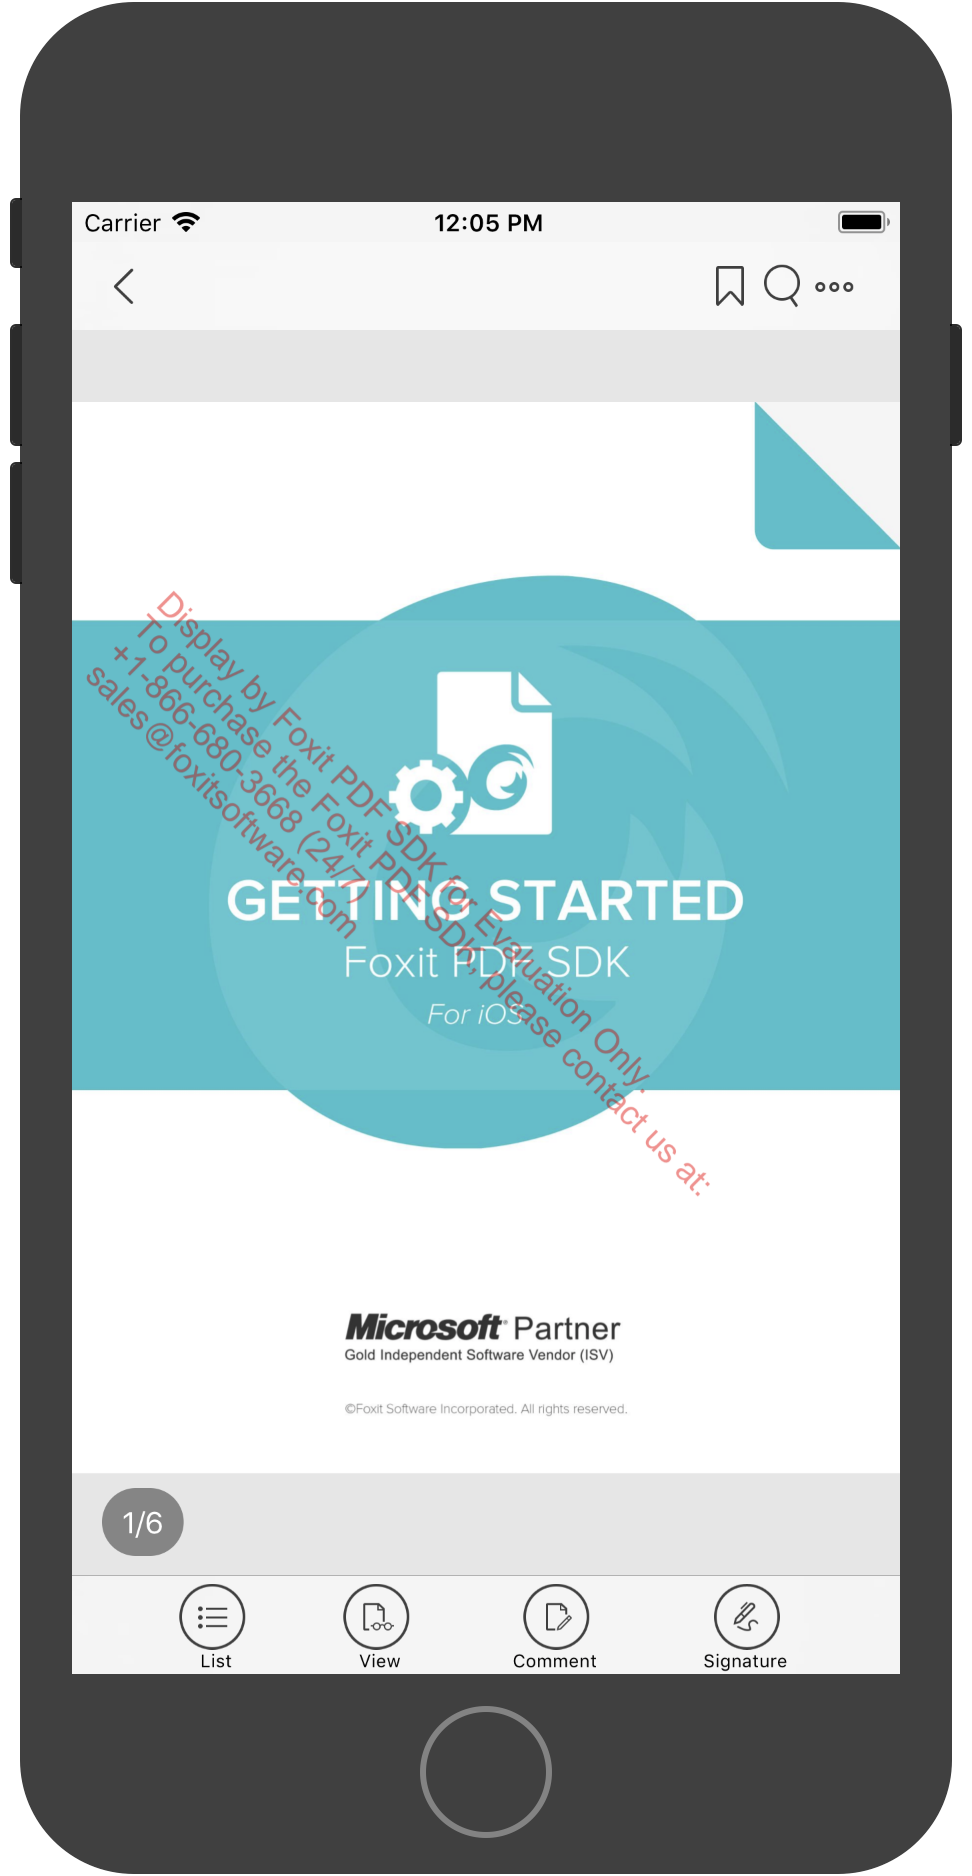 Carrier
12:05 PM
Display by Foxit PDF SDK for Evaluation Only.
To purchase the Foxit PDF SDK, please contact us at:
+1-866-680-3668 (24/7)
sales@foxitsoftware.com
GETTING STARTED
Foxit PDF SDK
For iOS
Microsoft® Partner
Gold Independent Software Vendor (ISV)
©Foxit Software Incorporated. All rights reserved.
1/6
List
View
Comment
Signature